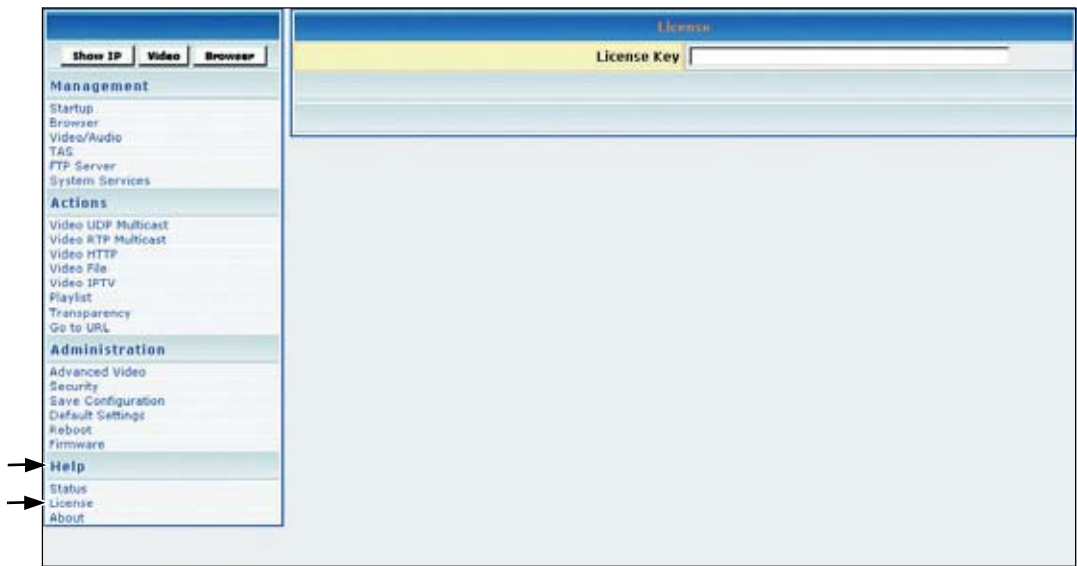 Show IP Video Browser
Management
Startup
Browser
Video/Audio
TAS
FTP Server
System Services
Actions
Video UDP Multicast
Video RTP Multicast
Video HTTP
Video File
Video IPTV
Playlist
Transparency
Go to URL
Administration
Advanced Video
Security
Save Configuration
Default Settings
Reboot
Firmware
Help
Status
License
About
License
License Key